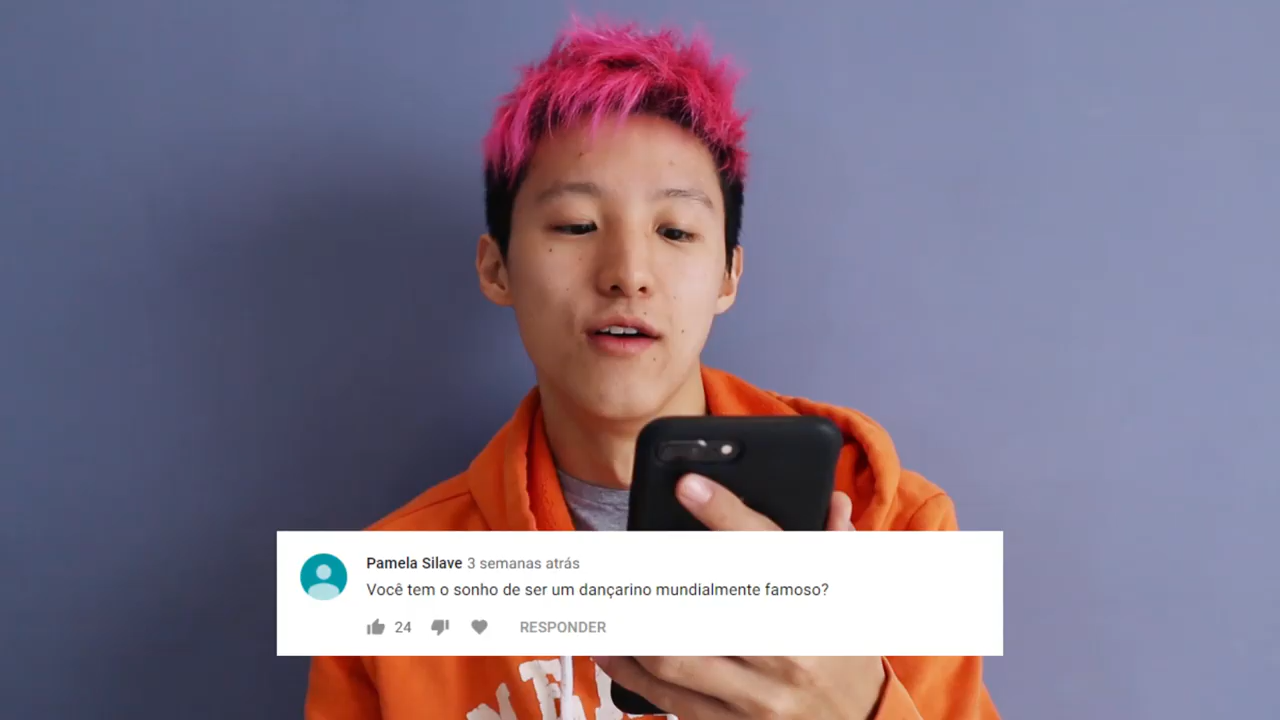 Pamela Silave 3 semanas atrás
Você tem o sonho de ser um dançarino mundialmente famoso?
24 RESPONDER